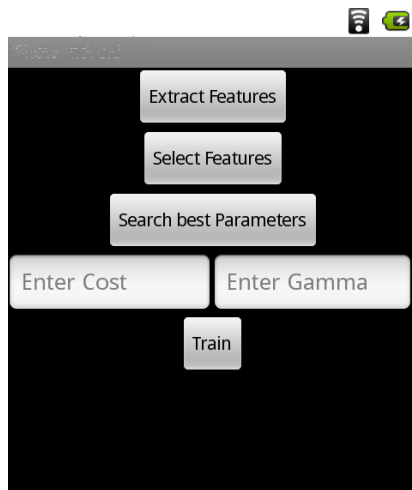 Extract Features
Select Features
Search best Parameters
Enter Cost Enter Gamma
Train